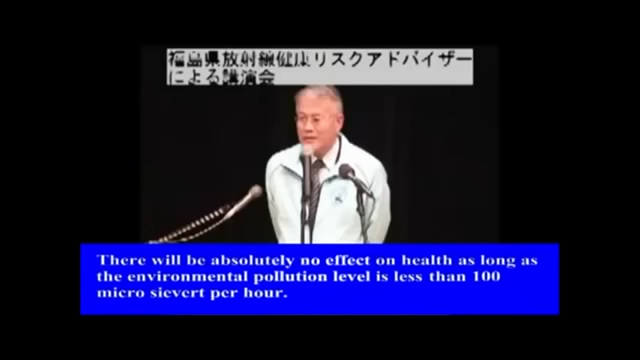 福島県放射線健康リスクアドバイザー
による講演会
There will be absolutely no effect on health as long as
the environmental pollution level is less than 100
micro sievert per hour.